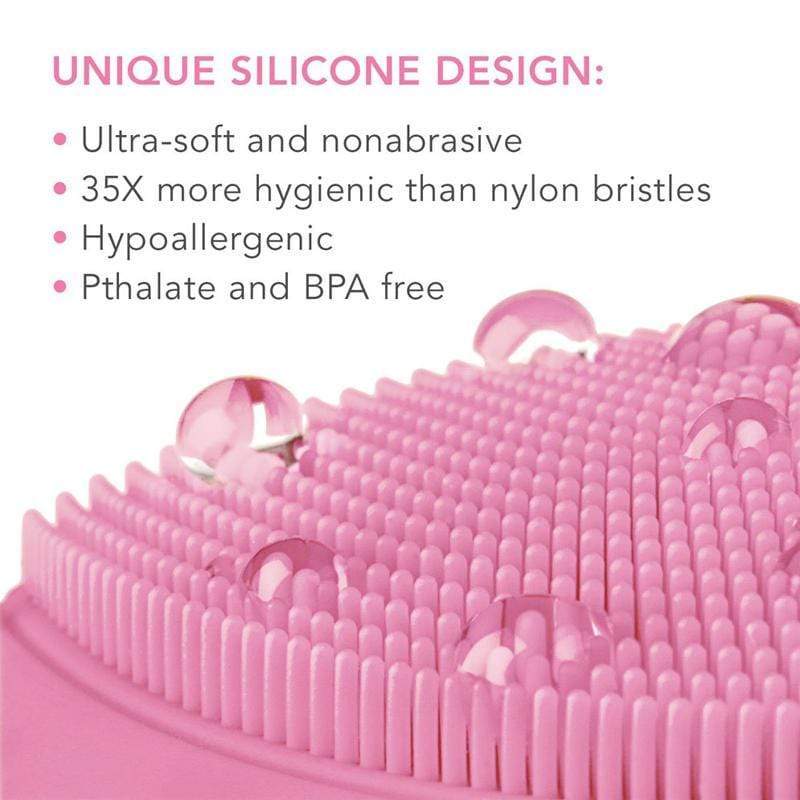 UNIQUE SILICONE DESIGN:
• Ultra-soft and nonabrasive
• 35X more hygienic than nylon bristles
• Hypoallergenic
• Pthalate and BPA free